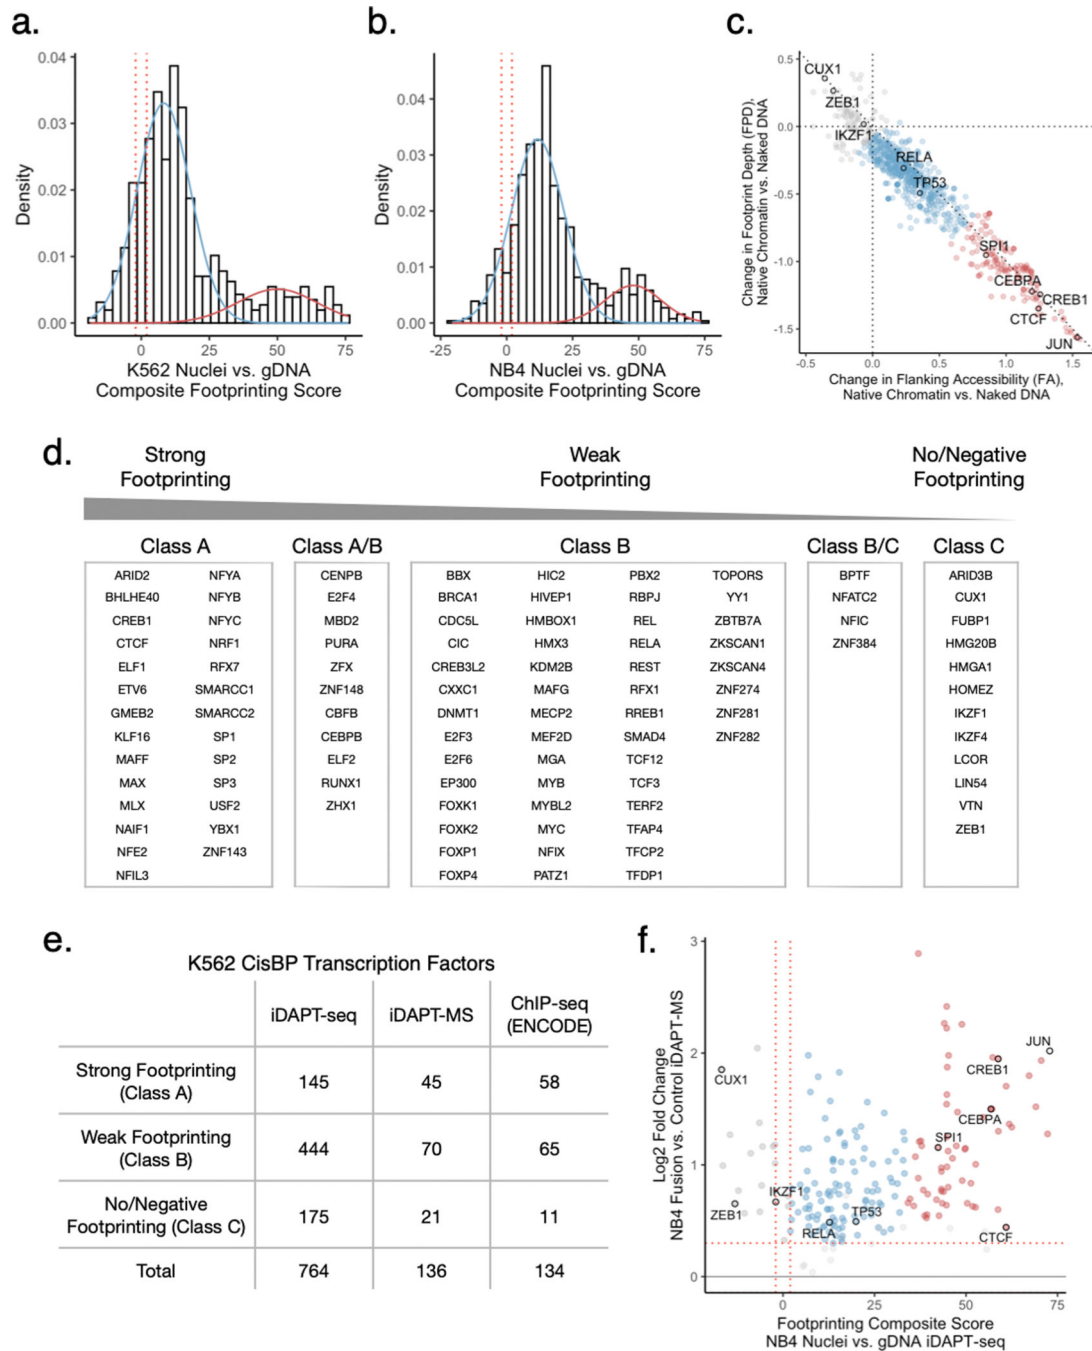 a.
0.04
0.03
0.02
0.01
0.00
Density
0
25
50
75
K562 Nuclei vs. gDNA
Composite Footprinting Score
b.
0.04
0.03
0.02
0.01
0.00
Density
-25
0
25
50
75
NB4 Nuclei vs. gDNA
Composite Footprinting Score
c.
0.5
0.0
-0.5
-1.0
-1.5
Change in Footprint Depth (FPD),
Native Chromatin vs. Naked DNA
CUX1
ZEB1
IKZF1
RELA
TP53
SPI1
CEBPA
CREB1
CTCF
JUN
-0.5
0.0
0.5
1.0
1.5
Change in Flanking Accessibility (FA),
Native Chromatin vs. Naked DNA
d.
Strong
Footprinting
Weak
Footprinting
No/Negative
Footprinting
Class A
ARID2 NFYA
BHLHE40 NFYB
CREB1 NFYC
CTCF NRF1
ELF1 RFX7
ETV6 SMARCC1
GMEB2 SMARCC2
KLF16 SP1
MAFF SP2
MAX SP3
MLX USF2
NAIF1 YBX1
NFE2 ZNF143
NFIL3
Class A/B
CENPB
E2F4
MBD2
PURA
ZFX
ZNF148
CBFB
CEBPB
ELF2
RUNX1
ZHX1
Class B
BBX HIC2 PBX2 TOPORS
BRCA1 HIVEP1 RBPJ YY1
CDC5L HMBOX1 REL ZBTB7A
CIC HMX3 RELA ZKSCAN1
CREB3L2 KDM2B REST ZKSCAN4
CXXC1 MAFG RFX1 ZNF274
DNMT1 MECP2 RREB1 ZNF281
E2F3 MEF2D SMAD4 ZNF282
E2F6 MGA TCF12
EP300 MYB TCF3
FOXK1 MYBL2 TERF2
FOXK2 MYC TFAP4
FOXP1 NFIX TFCP2
FOXP4 PATZ1 TFDP1
Class B/C
BPTF
NFATC2
NFIC
ZNF384
Class C
ARID3B
CUX1
FUBP1
HMG20B
HMGA1
HOMEZ
IKZF1
IKZF4
LCOR
LIN54
VTN
ZEB1
e.
K562 CisBP Transcription Factors
iDAPT-seq iDAPT-MS ChIP-seq
(ENCODE)
Strong Footprinting
(Class A)
145 45 58
Weak Footprinting
(Class B)
444 70 65
No/Negative
Footprinting (Class C)
175 21 11
Total 764 136 134
f.
3
2
1
0
Log2 Fold Change
NB4 Fusion vs. Control iDAPT-MS
CUX1
JUN
CREB1
CEBPA
SPI1
IKZF1
ZEB1
RELA
TP53
CTCF
0
25
50
75
Footprinting Composite Score
NB4 Nuclei vs. gDNA iDAPT-seq